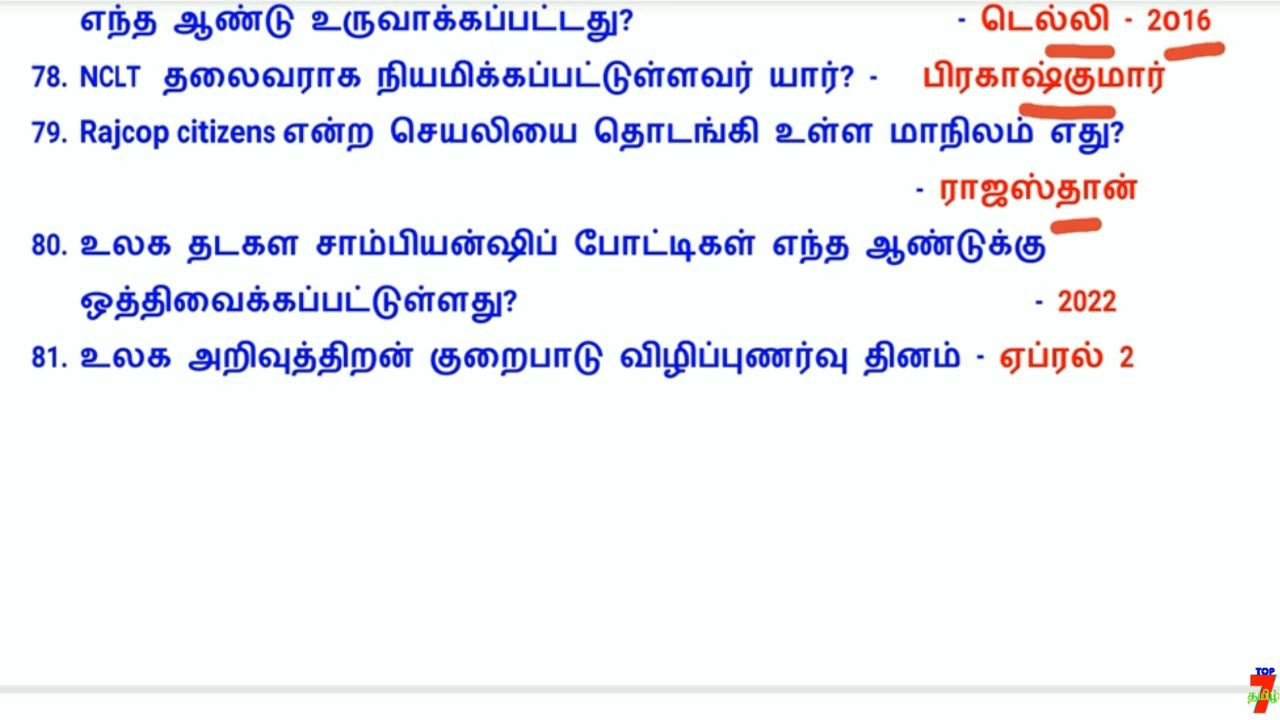 எந்த ஆண்டு உருவாக்கப்பட்டது? - டெல்லி - 2016
78. NCLT தலைவராக நியமிக்கப்பட்டுள்ளவர் யார்? - பிரகாஷ்குமார்
79. Rajcop citizens என்ற செயலியை தொடங்கி உள்ள மாநிலம் எது?
- ராஜஸ்தான்
80. உலக தடகள சாம்பியன்ஷிப் போட்டிகள் எந்த ஆண்டுக்கு
ஒத்திவைக்கப்பட்டுள்ளது? - 2022
81. உலக அறிவுத்திறன் குறைபாடு விழிப்புணர்வு தினம் - ஏப்ரல் 2
TOP
7
தமிழ்